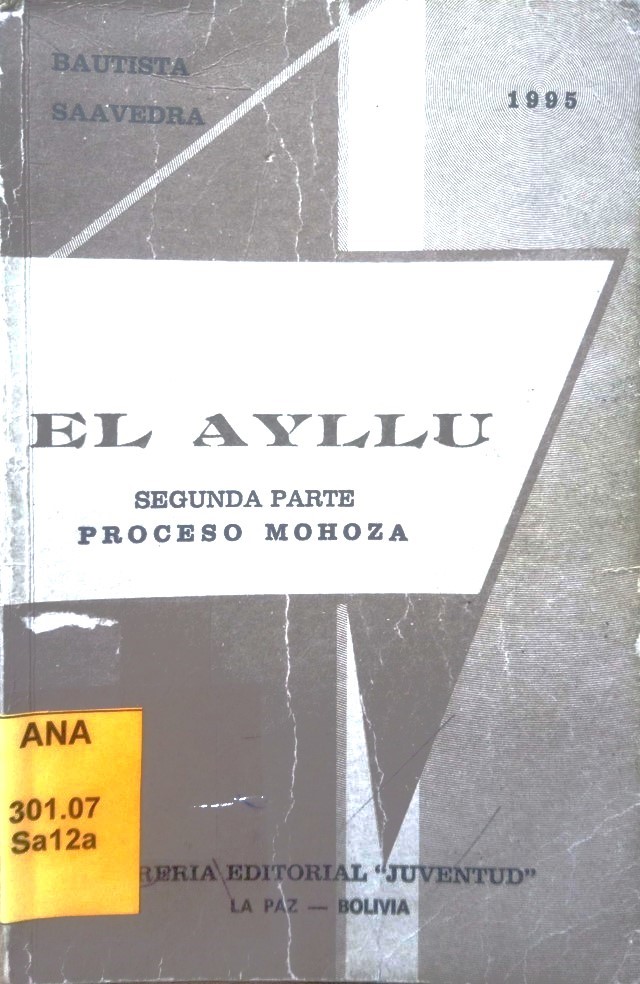 BAUTISTA
SAAVEDRA
1995
EL AYLLU
SEGUNDA PARTE
PROCESO MOHOZA
ANA
301.07
Sa12a
EDITORIAL "JUVENTUD"
LA PAZ — BOLIVIA